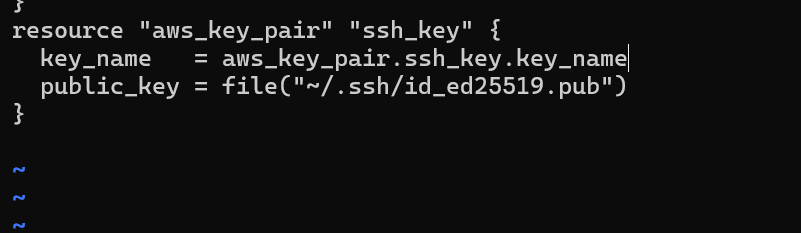 }
resource "aws_key_pair" "ssh_key" {
  key_name   = aws_key_pair.ssh_key.key_name
  public_key = file("~/.ssh/id_ed25519.pub")
}
~
~
~